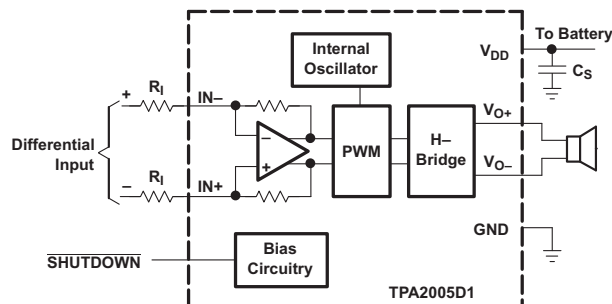 To Battery
Internal
Oscillator
VDD
CS
+
RI
IN−
VO+
Differential
Input
−
+
PWM
H−
Bridge
VO−
−
RI
IN+
GND
SHUTDOWN
Bias
Circuitry
TPA2005D1